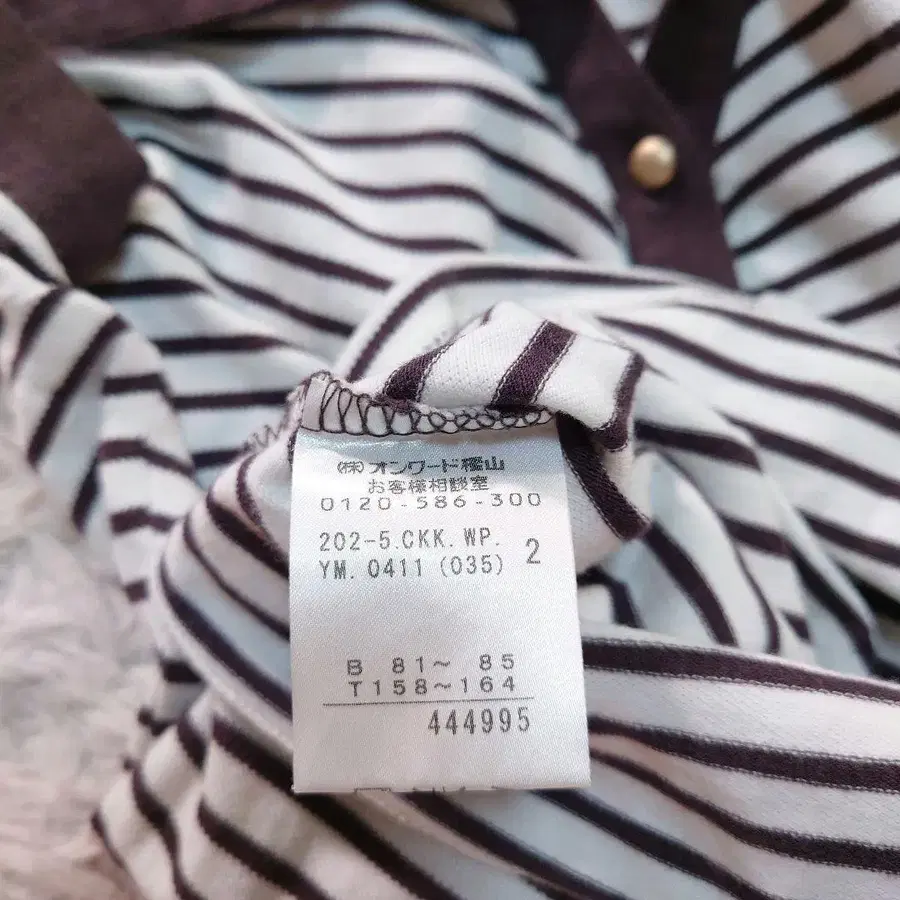 (株)オンワード樫山
お客様相談室
0120-586-300
202-5.CKK.WP.
YM.0411(035) 2
B 81~ 85
T158~164
444995